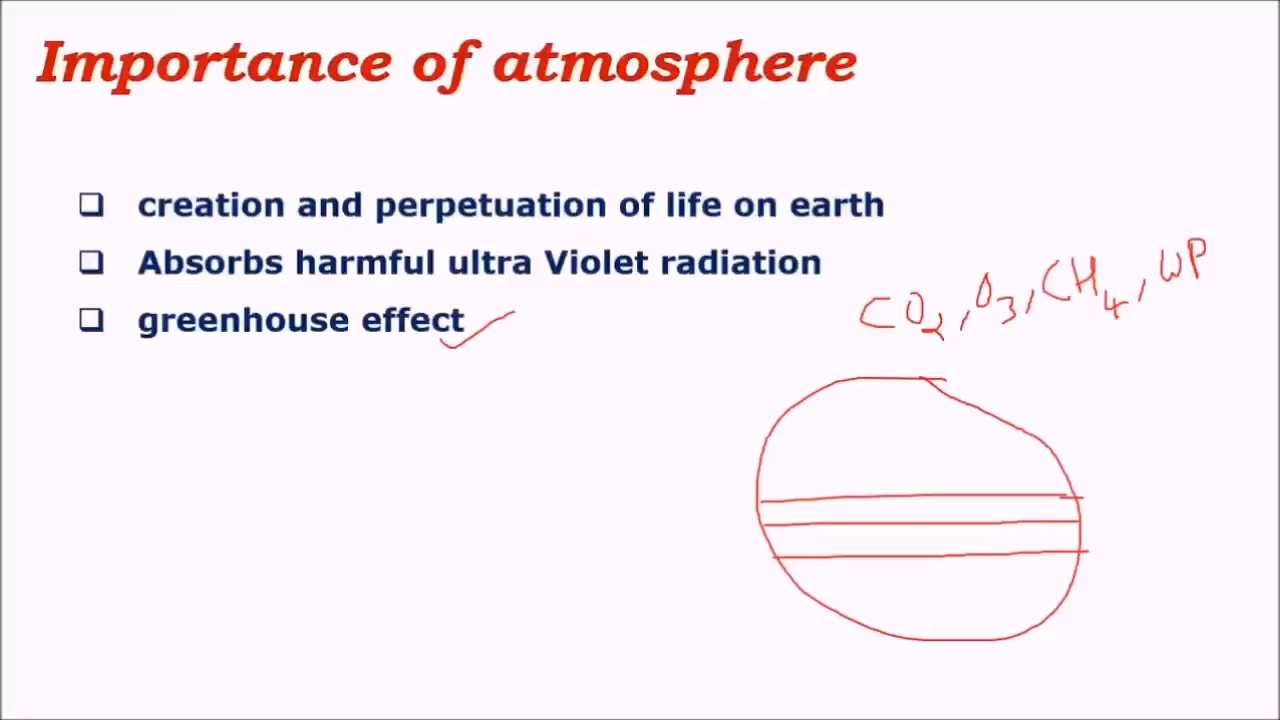 Importance of atmosphere
creation and perpetuation of life on earth
Absorbs harmful ultra Violet radiation
greenhouse effect
CO2, O3, CH4, WP